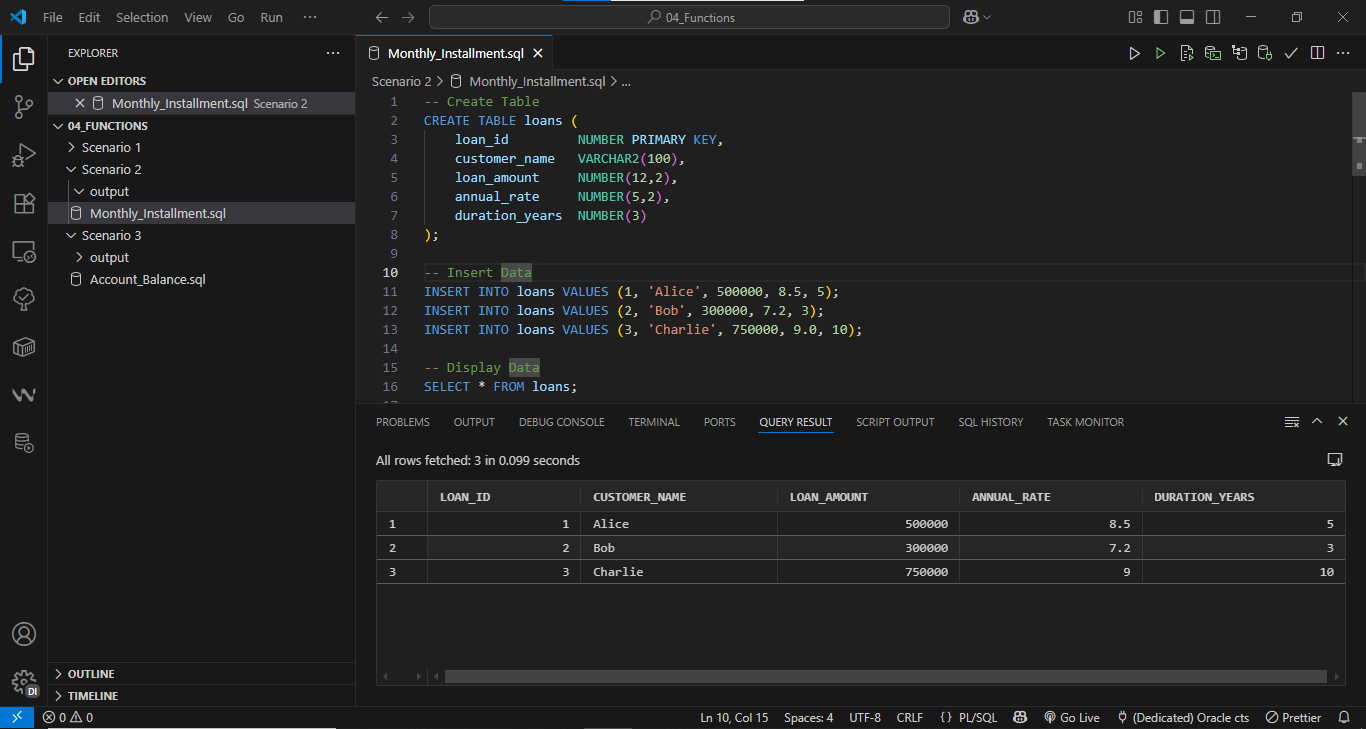 File Edit Selection View Go Run ··· 04_Functions
EXPLORER ···
OPEN EDITORS
Monthly_Installment.sql Scenario 2
04_FUNCTIONS
Scenario 1
Scenario 2
output
Monthly_Installment.sql
Scenario 3
output
Account_Balance.sql
OUTLINE
TIMELINE
Monthly_Installment.sql
Scenario 2 > Monthly_Installment.sql > ...
1 -- Create Table
2 CREATE TABLE loans (
3 loan_id NUMBER PRIMARY KEY,
4 customer_name VARCHAR2(100),
5 loan_amount NUMBER(12,2),
6 annual_rate NUMBER(5,2),
7 duration_years NUMBER(3)
8 );
9
10 -- Insert Data
11 INSERT INTO loans VALUES (1, 'Alice', 500000, 8.5, 5);
12 INSERT INTO loans VALUES (2, 'Bob', 300000, 7.2, 3);
13 INSERT INTO loans VALUES (3, 'Charlie', 750000, 9.0, 10);
14
15 -- Display Data
16 SELECT * FROM loans;
17
PROBLEMS OUTPUT DEBUG CONSOLE TERMINAL PORTS QUERY RESULT SCRIPT OUTPUT SQL HISTORY TASK MONITOR
All rows fetched: 3 in 0.099 seconds
LOAN_ID CUSTOMER_NAME LOAN_AMOUNT ANNUAL_RATE DURATION_YEARS
1 1 Alice 500000 8.5 5
2 2 Bob 300000 7.2 3
3 3 Charlie 750000 9 10
DI
0 0 Ln 10, Col 15 Spaces: 4 UTF-8 CRLF {} PL/SQL Go Live (Dedicated) Oracle cts Prettier